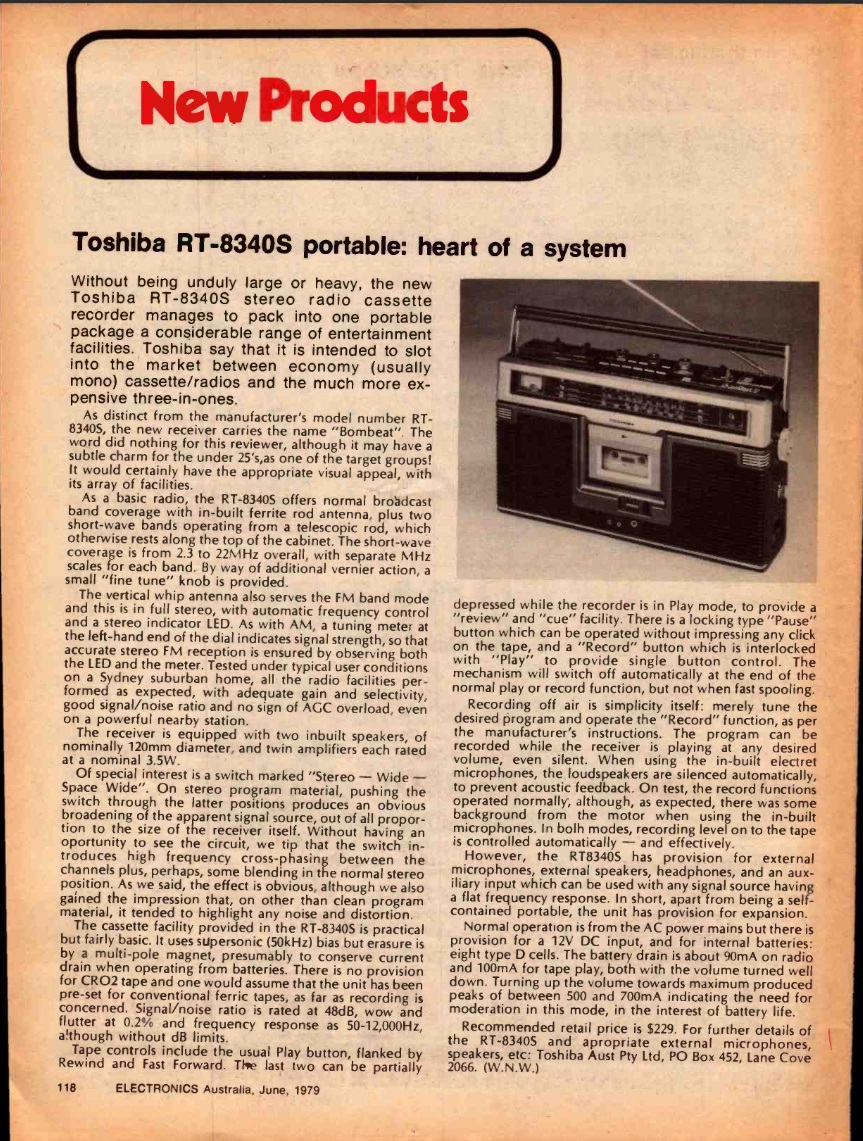 New Products
Toshiba RT-8340S portable: heart of a system
Without being unduly large or heavy, the new
Toshiba RT-8340S stereo radio cassette
recorder manages to pack into one portable
package a considerable range of entertainment
facilities. Toshiba say that it is intended to slot
into the market between economy (usually
mono) cassette/radios and the much more ex-
pensive three-in-ones.
As distinct from the manufacturer's model number RT-
8340S, the new receiver carries the name "Bombeat". The
word did nothing for this reviewer, although it may have a
subtle charm for the under 25's,as one of the target groups!
It would certainly have the appropriate visual appeal, with
its array of facilities.
As a basic radio, the RT-8340S offers normal broadcast
band coverage with in-built ferrite rod antenna, plus two
short-wave bands operating from a telescopic rod, which
otherwise rests along the top of the cabinet. The short-wave
coverage is from 2.3 to 22MHz overall, with separate MHz
scales for each band. By way of additional vernier action, a
small "fine tune" knob is provided.
The vertical whip antenna also serves the FM band mode
and this is in full stereo, with automatic frequency control
and a stereo indicator LED. As with AM, a tuning meter at
the left-hand end of the dial indicates signal strength, so that
accurate stereo FM reception is ensured by observing both
the LED and the meter. Tested under typical user conditions
on a Sydney suburban home, all the radio facilities per-
formed as expected, with adequate gain and selectivity,
good signal/noise ratio and no sign of AGC overload, even
on a powerful nearby station.
The receiver is equipped with two inbuilt speakers, of
nominally 120mm diameter, and twin amplifiers each rated
at a nominal 3.5W.
Of special interest is a switch marked "Stereo — Wide —
Space Wide". On stereo program material, pushing the
switch through the latter positions produces an obvious
broadening of the apparent signal source, out of all propor-
tion to the size of the receiver itself. Without having an
oportunity to see the circuit, we tip that the switch in-
troduces high frequency cross-phasing between the
channels plus, perhaps, some blending in the normal stereo
position. As we said, the effect is obvious, although we also
gained the impression that, on other than clean program
material, it tended to highlight any noise and distortion.
The cassette facility provided in the RT-8340S is practical
but fairly basic. It uses supersonic (50kHz) bias but erasure is
by a multi-pole magnet, presumably to conserve current
drain when operating from batteries. There is no provision
for CRO2 tape and one would assume that the unit has been
pre-set for conventional ferric tapes, as far as recording is
concerned. Signal/noise ratio is rated at 48dB, wow and
flutter at 0.2% and frequency response as 50-12,000Hz,
although without dB limits.
Tape controls include the usual Play button, flanked by
Rewind and Fast Forward. The last two can be partially
depressed while the recorder is in Play mode, to provide a
"review" and "cue" facility. There is a locking type "Pause"
button which can be operated without impressing any click
on the tape, and a "Record" button which is interlocked
with "Play" to provide single button control. The
mechanism will switch off automatically at the end of the
normal play or record function, but not when fast spooling.
Recording off air is simplicity itself: merely tune the
desired program and operate the "Record" function, as per
the manufacturer's instructions. The program can be
recorded while the receiver is playing at any desired
volume, even silent. When using the in-built electret
microphones, the loudspeakers are silenced automatically,
to prevent acoustic feedback. On test, the record functions
operated normally, although, as expected, there was some
background from the motor when using the in-built
microphones. In bolh modes, recording level on to the tape
is controlled automatically — and effectively.
However, the RT8340S has provision for external
microphones, external speakers, headphones, and an aux-
iliary input which can be used with any signal source having
a flat frequency response. In short, apart from being a self-
contained portable, the unit has provision for expansion.
Normal operation is from the AC power mains but there is
provision for a 12V DC input, and for internal batteries:
eight type D cells. The battery drain is about 90mA on radio
and 100mA for tape play, both with the volume turned well
down. Turning up the volume towards maximum produced
peaks of between 500 and 700mA indicating the need for
moderation in this mode, in the interest of battery life.
Recommended retail price is $229. For further details of
the RT-8340S and apropriate external microphones,
speakers, etc: Toshiba Aust Pty Ltd, PO Box 452, Lane Cove
2066. (W.N.W.)
118 ELECTRONICS Australia, June, 1979